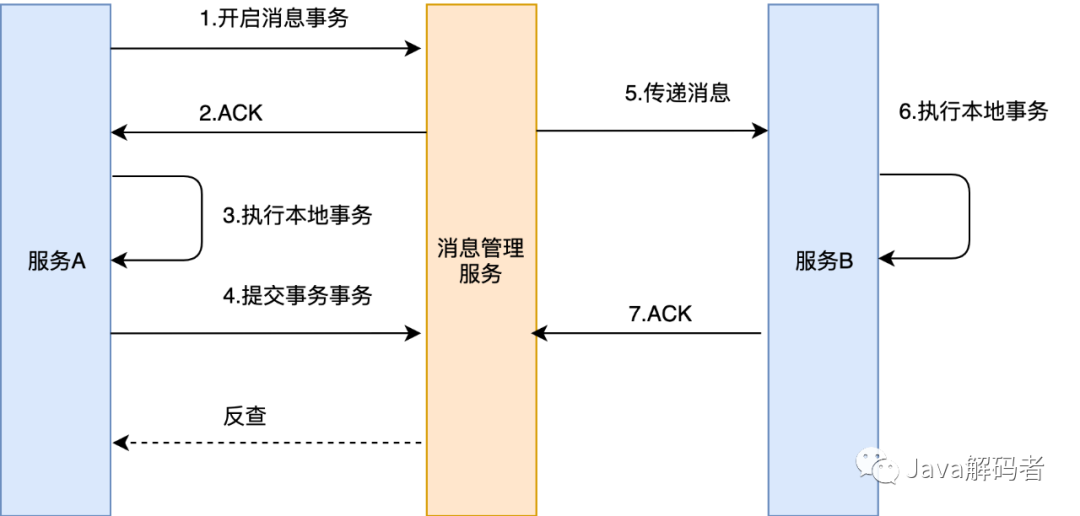 1.开启消息事务
2.ACK
3.执行本地事务
4.提交事务事务
反查
服务A
消息管理
服务
5.传递消息
6.执行本地事务
7.ACK
服务B
Java解码者